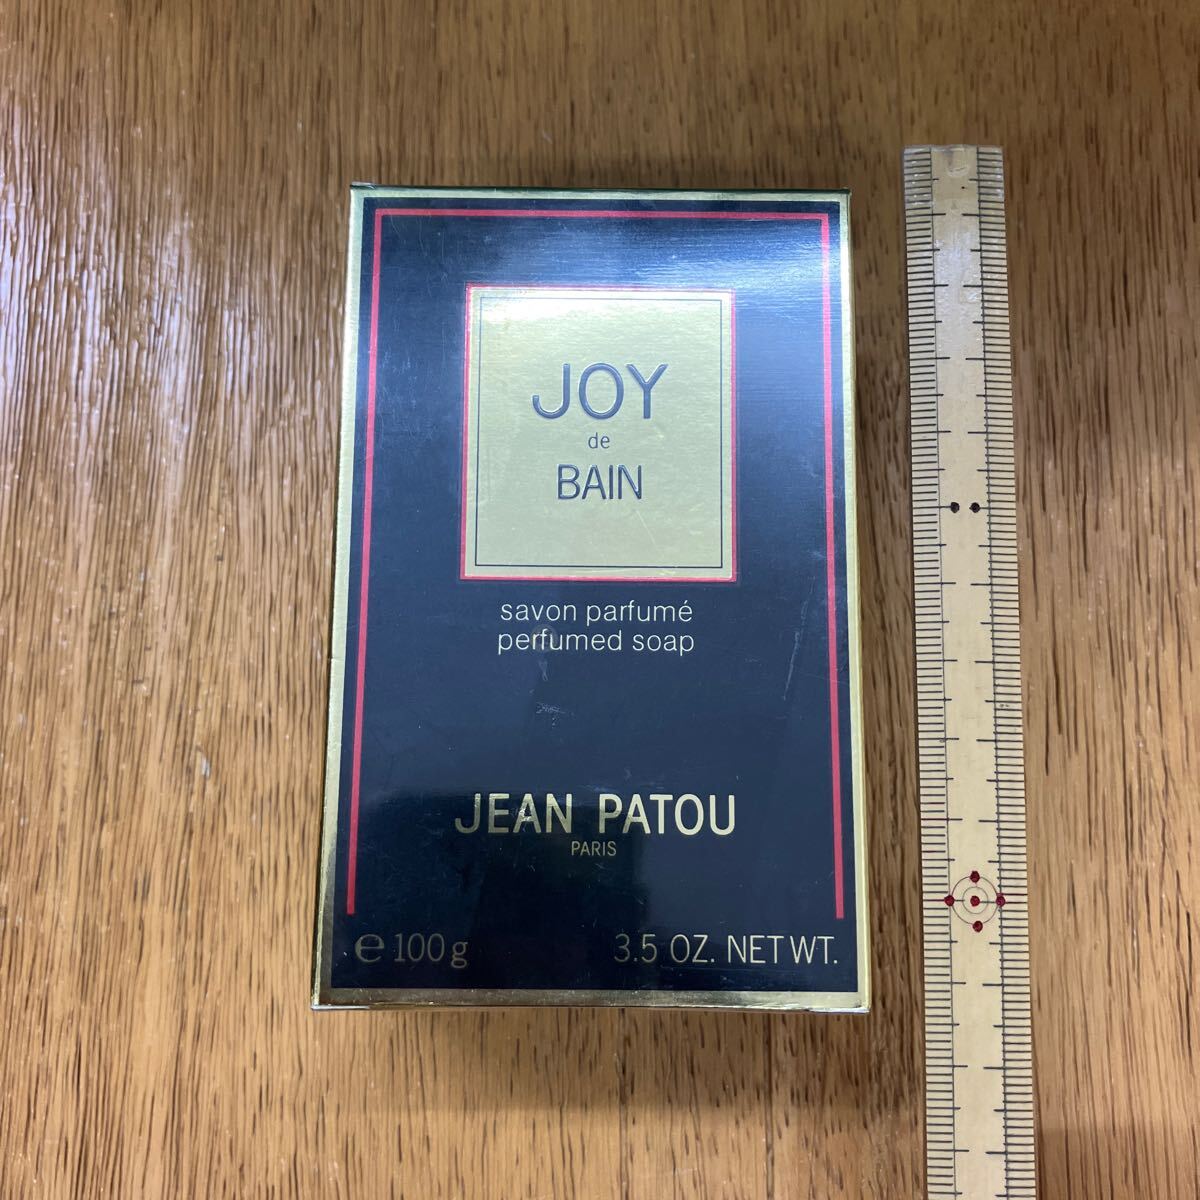 JOY
de
BAIN
savon parfumé
perfumed soap
JEAN PATOU
PARIS
℮ 100 g 3.5 OZ. NET WT.